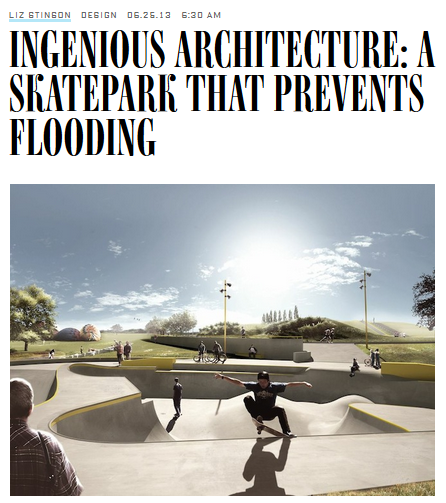 LIZ STINSON DESIGN 06.25.13 6:30 AM
INGENIOUS ARCHITECTURE: A
SKATEPARK THAT PREVENTS
FLOODING